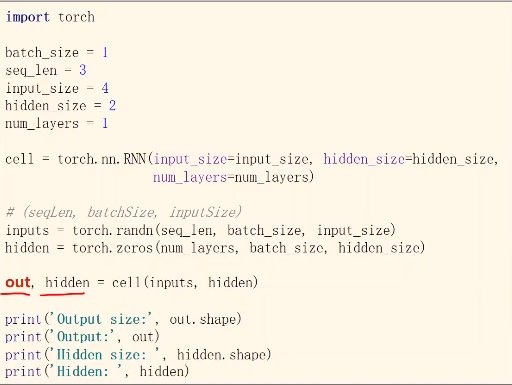 import torch
batch_size = 1
seq_len = 3
input_size = 4
hidden_size = 2
num_layers = 1
cell = torch.nn.RNN(input_size=input_size, hidden_size=hidden_size,
num_layers=num_layers)
# (seqLen, batchSize, inputSize)
inputs = torch.randn(seq_len, batch_size, input_size)
hidden = torch.zeros(num_layers, batch_size, hidden_size)
out, hidden = cell(inputs, hidden)
print('Output size:', out.shape)
print('Output:', out)
print('Hidden size: ', hidden.shape)
print('Hidden: ', hidden)